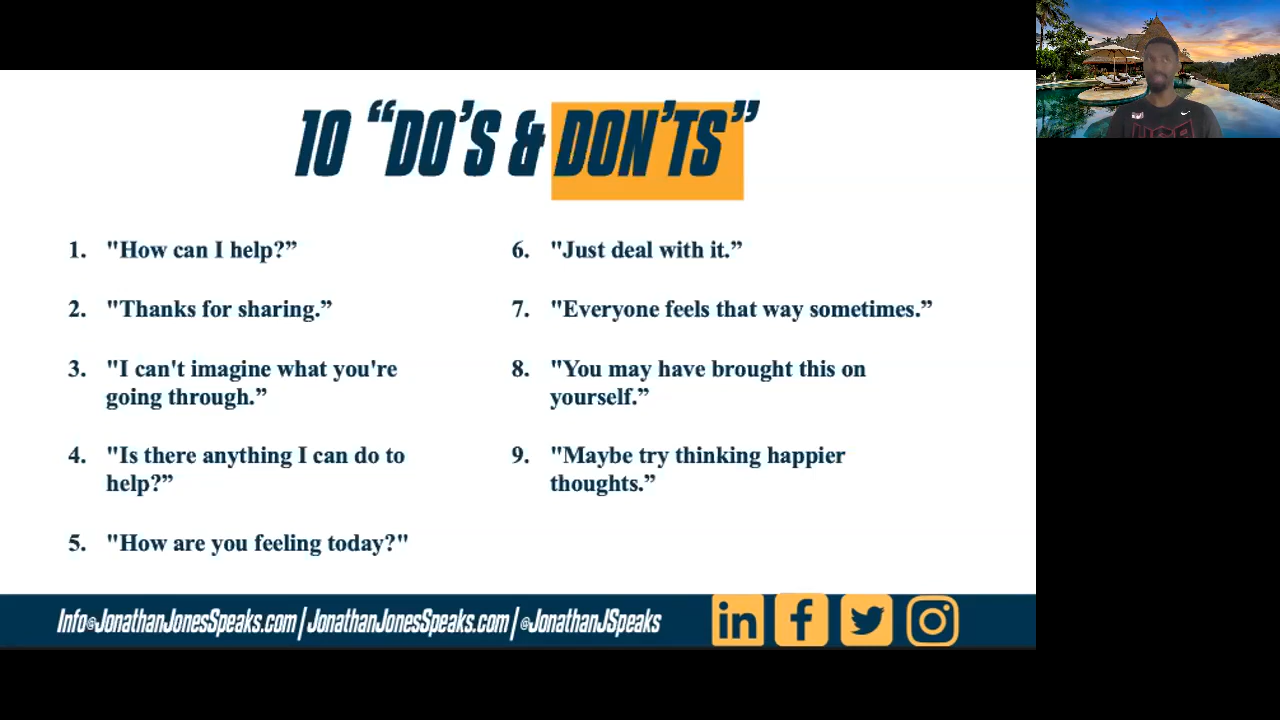 10 “DO’S & DON’TS”
1. "How can I help?”
2. "Thanks for sharing.”
3. "I can't imagine what you're
going through.”
4. "Is there anything I can do to
help?”
5. "How are you feeling today?"
6. "Just deal with it.”
7. "Everyone feels that way sometimes.”
8. "You may have brought this on
yourself.”
9. "Maybe try thinking happier
thoughts.”
Info@JonathanJonesSpeaks.com | JonathanJonesSpeaks.com | @JonathanJSpeaks
in f